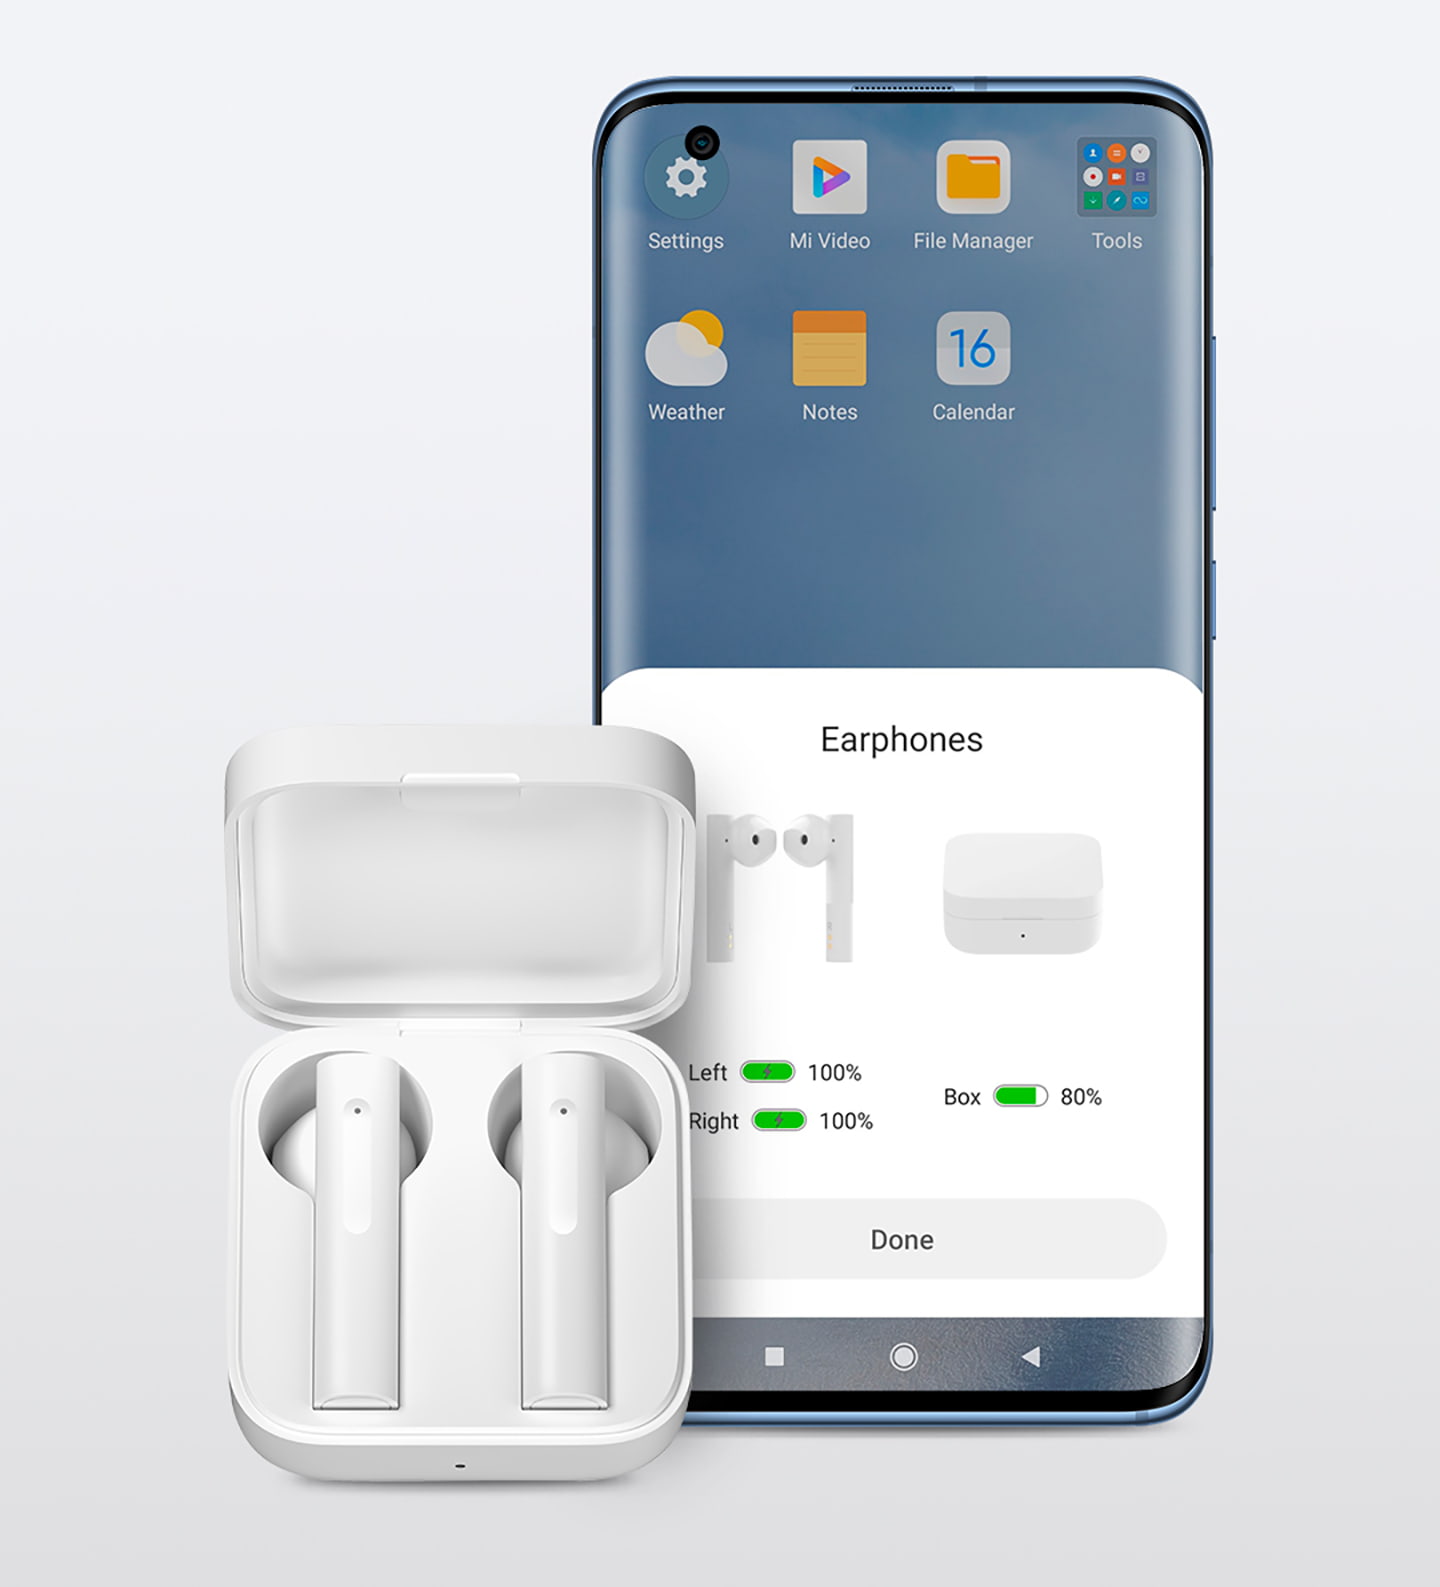 Settings
Mi Video
File Manager
Tools
16
Weather
Notes
Calendar
Earphones
Left 100%
Right 100%
Box 80%
Done